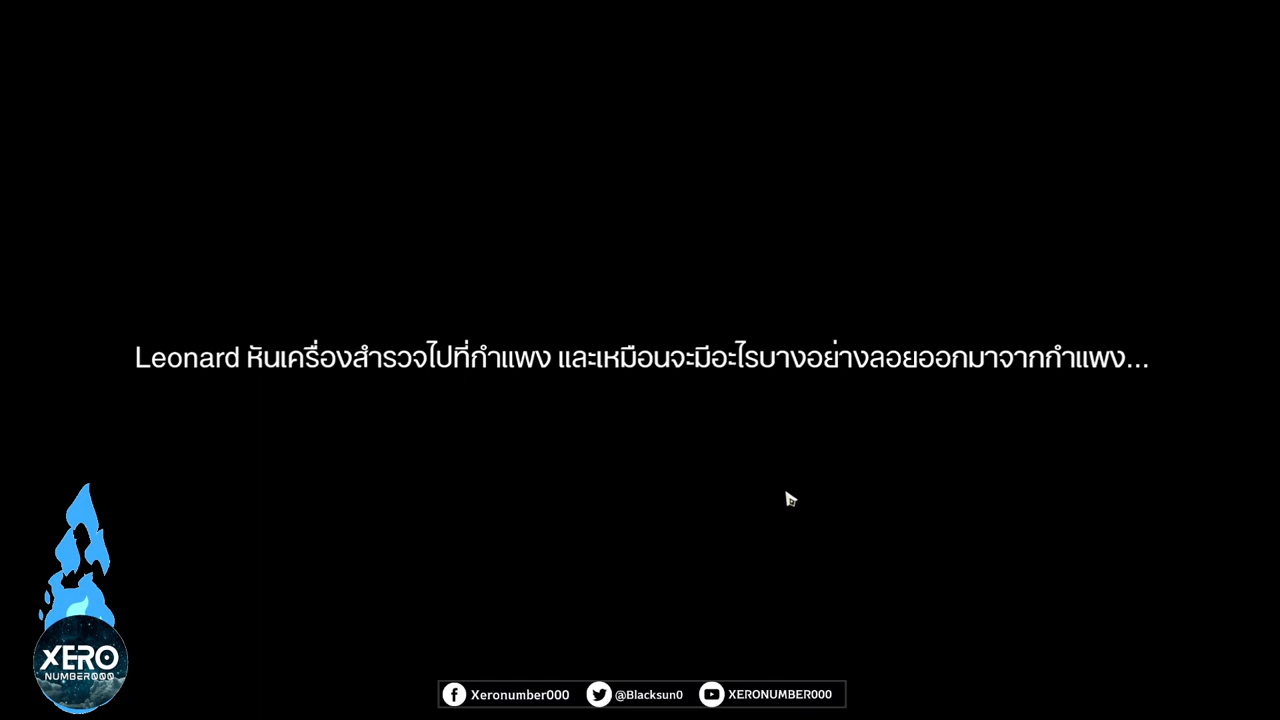 Leonard หันเครื่องสำรวจไปที่กำแพง และเหมือนจะมีอะไรบางอย่างลอยออกมาจากกำแพง...
XERO
NUMBER000
Xeronumber000 @Blacksun0 XERONUMBER000